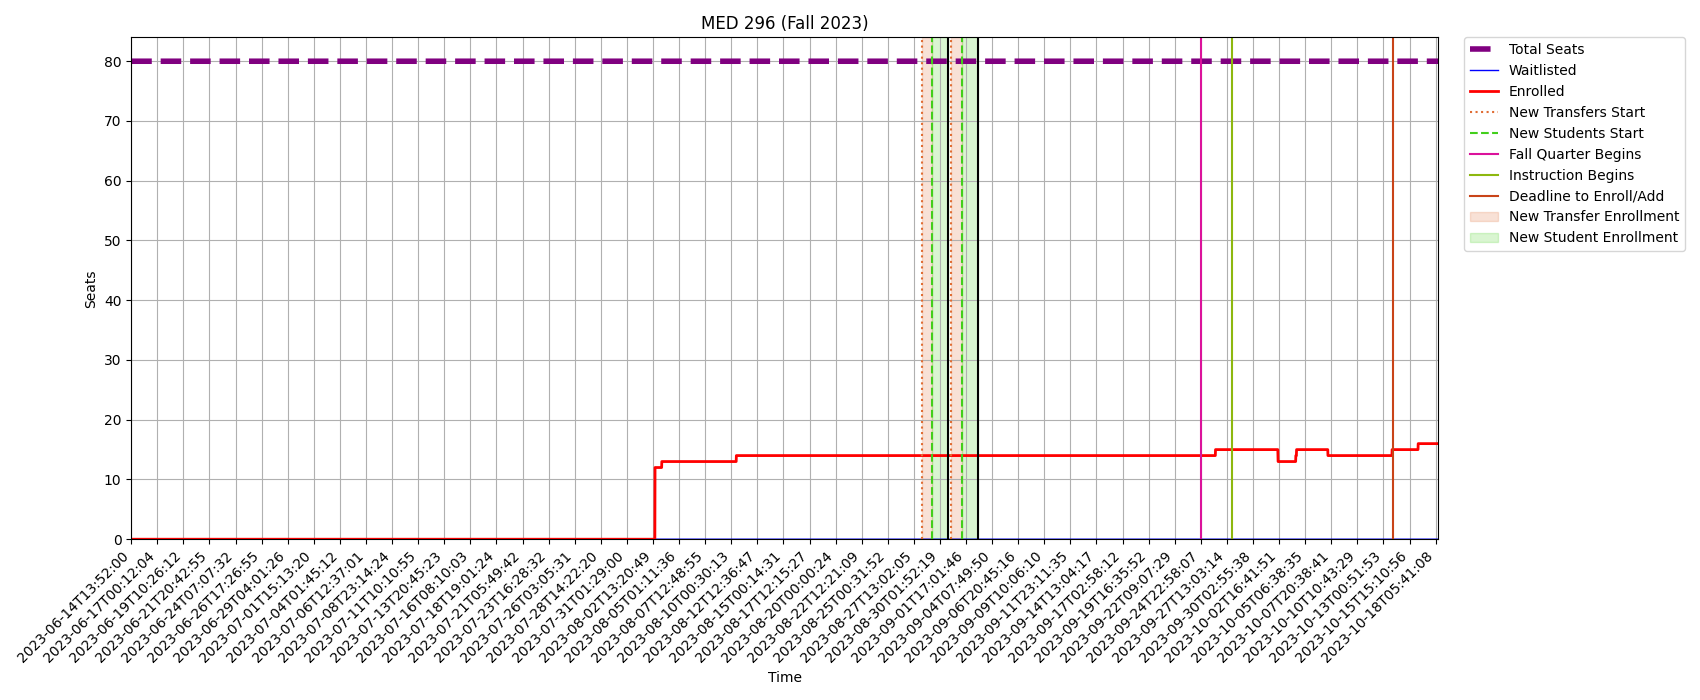 MED 296 (Fall 2023)
Total Seats
Waitlisted
Enrolled
New Transfers Start
New Students Start
Fall Quarter Begins
Instruction Begins
Deadline to Enroll/Add
New Transfer Enrollment
New Student Enrollment
Seats
80
70
60
50
40
30
20
10
0
2023-06-14T13:52:00
2023-06-17T00:12:04
2023-06-19T10:26:12
2023-06-21T20:42:55
2023-06-24T07:07:32
2023-06-26T17:26:55
2023-06-29T04:01:26
2023-07-01T15:13:20
2023-07-04T01:45:12
2023-07-06T12:37:01
2023-07-08T23:14:24
2023-07-11T10:10:55
2023-07-13T20:45:23
2023-07-16T08:10:03
2023-07-18T19:01:24
2023-07-21T05:49:42
2023-07-23T16:28:32
2023-07-26T03:05:31
2023-07-28T14:22:20
2023-07-31T01:29:00
2023-08-02T13:20:49
2023-08-05T01:11:36
2023-08-07T12:48:55
2023-08-10T00:30:13
2023-08-12T12:36:47
2023-08-15T00:14:31
2023-08-17T12:15:27
2023-08-20T00:00:24
2023-08-22T12:21:09
2023-08-25T00:31:52
2023-08-27T13:02:05
2023-08-30T01:52:19
2023-09-01T17:01:46
2023-09-04T07:49:50
2023-09-06T20:45:16
2023-09-09T10:06:10
2023-09-11T23:11:35
2023-09-14T13:04:17
2023-09-17T02:58:12
2023-09-19T16:35:52
2023-09-22T09:07:29
2023-09-24T22:58:07
2023-09-27T13:03:14
2023-09-30T02:55:38
2023-10-02T16:41:51
2023-10-05T06:38:35
2023-10-07T20:38:41
2023-10-10T10:43:29
2023-10-13T00:51:53
2023-10-15T15:10:56
2023-10-18T05:41:08
Time